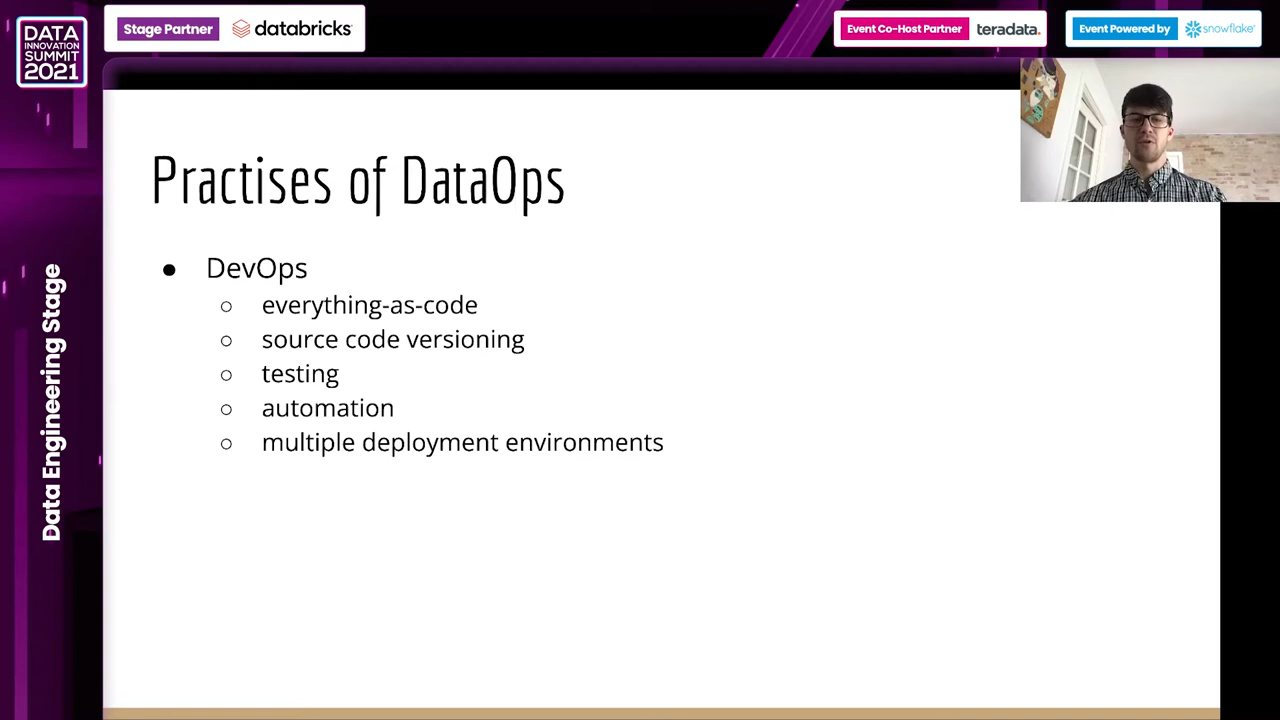 DATA
INNOVATION
SUMMIT
2021
Stage Partner
databricks
Event Co-Host Partner
teradata.
Event Powered by
snowflake
Data Engineering Stage
Practises of DataOps
● DevOps
○ everything-as-code
○ source code versioning
○ testing
○ automation
○ multiple deployment environments